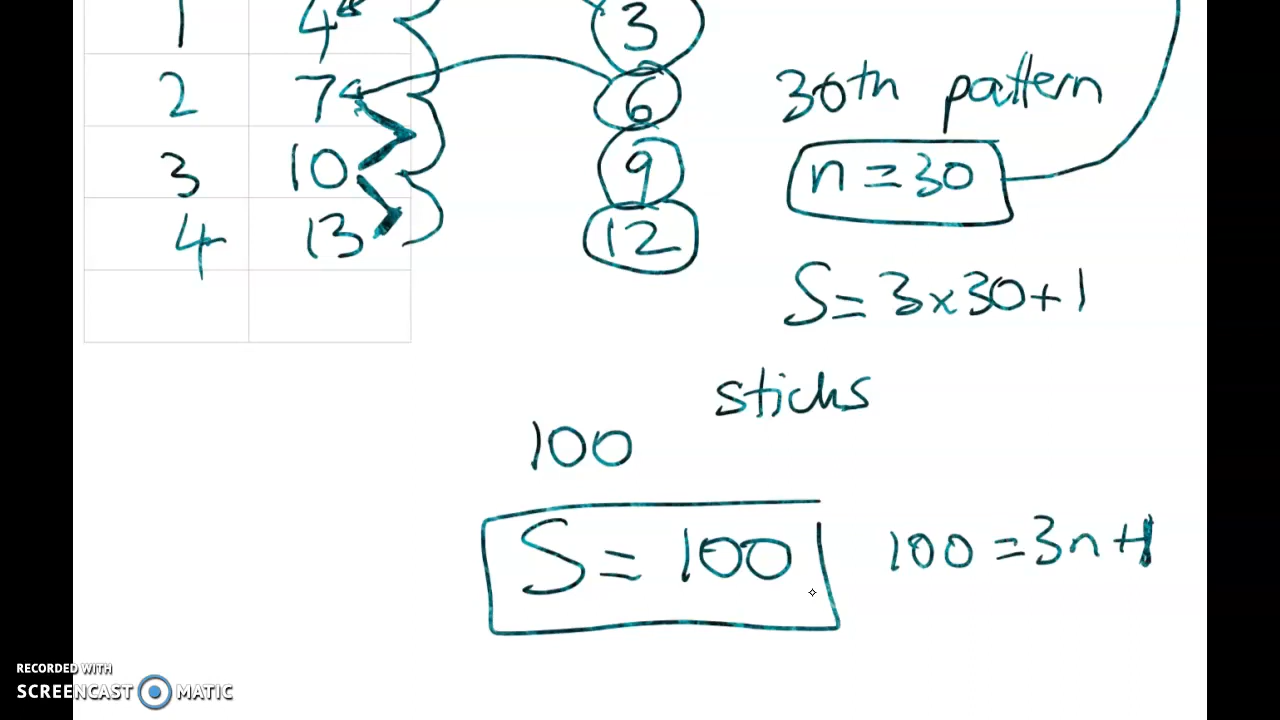 1 4 3
2 7 6
3 10 9
4 13 12
30th pattern
n = 30
S = 3 x 30 + 1
sticks
100
S = 100
100 = 3n + 1
RECORDED WITH
SCREENCAST MATIC